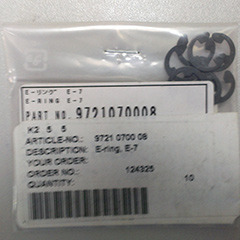 E-リング E-7
E-RING E-7
PART NO. 9721070008
K2 5 5
ARTICLE-NO.: 9721 0700 08
DESCRIPTION: E-ring, E-7
YOUR ORDER:
ORDER NO.: 124325
QUANTITY: 10